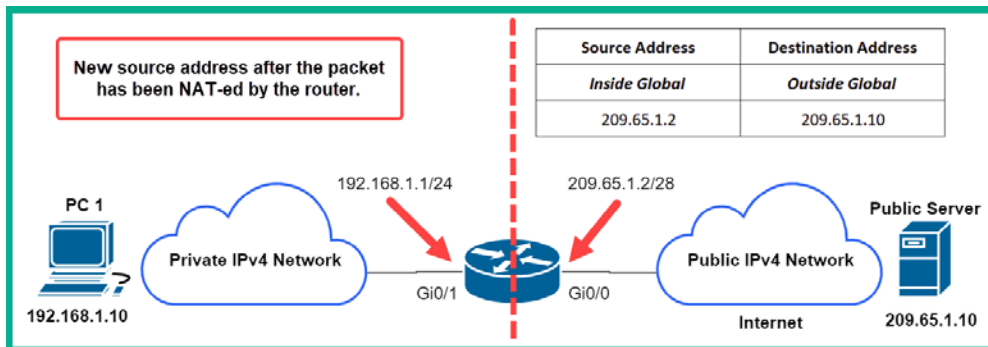 New source address after the packet
has been NAT-ed by the router.
Source Address Destination Address
Inside Global Outside Global
209.65.1.2 209.65.1.10
192.168.1.1/24
209.65.1.2/28
PC 1
Public Server
Private IPv4 Network
Public IPv4 Network
Gi0/1
Gi0/0
192.168.1.10
Internet
209.65.1.10